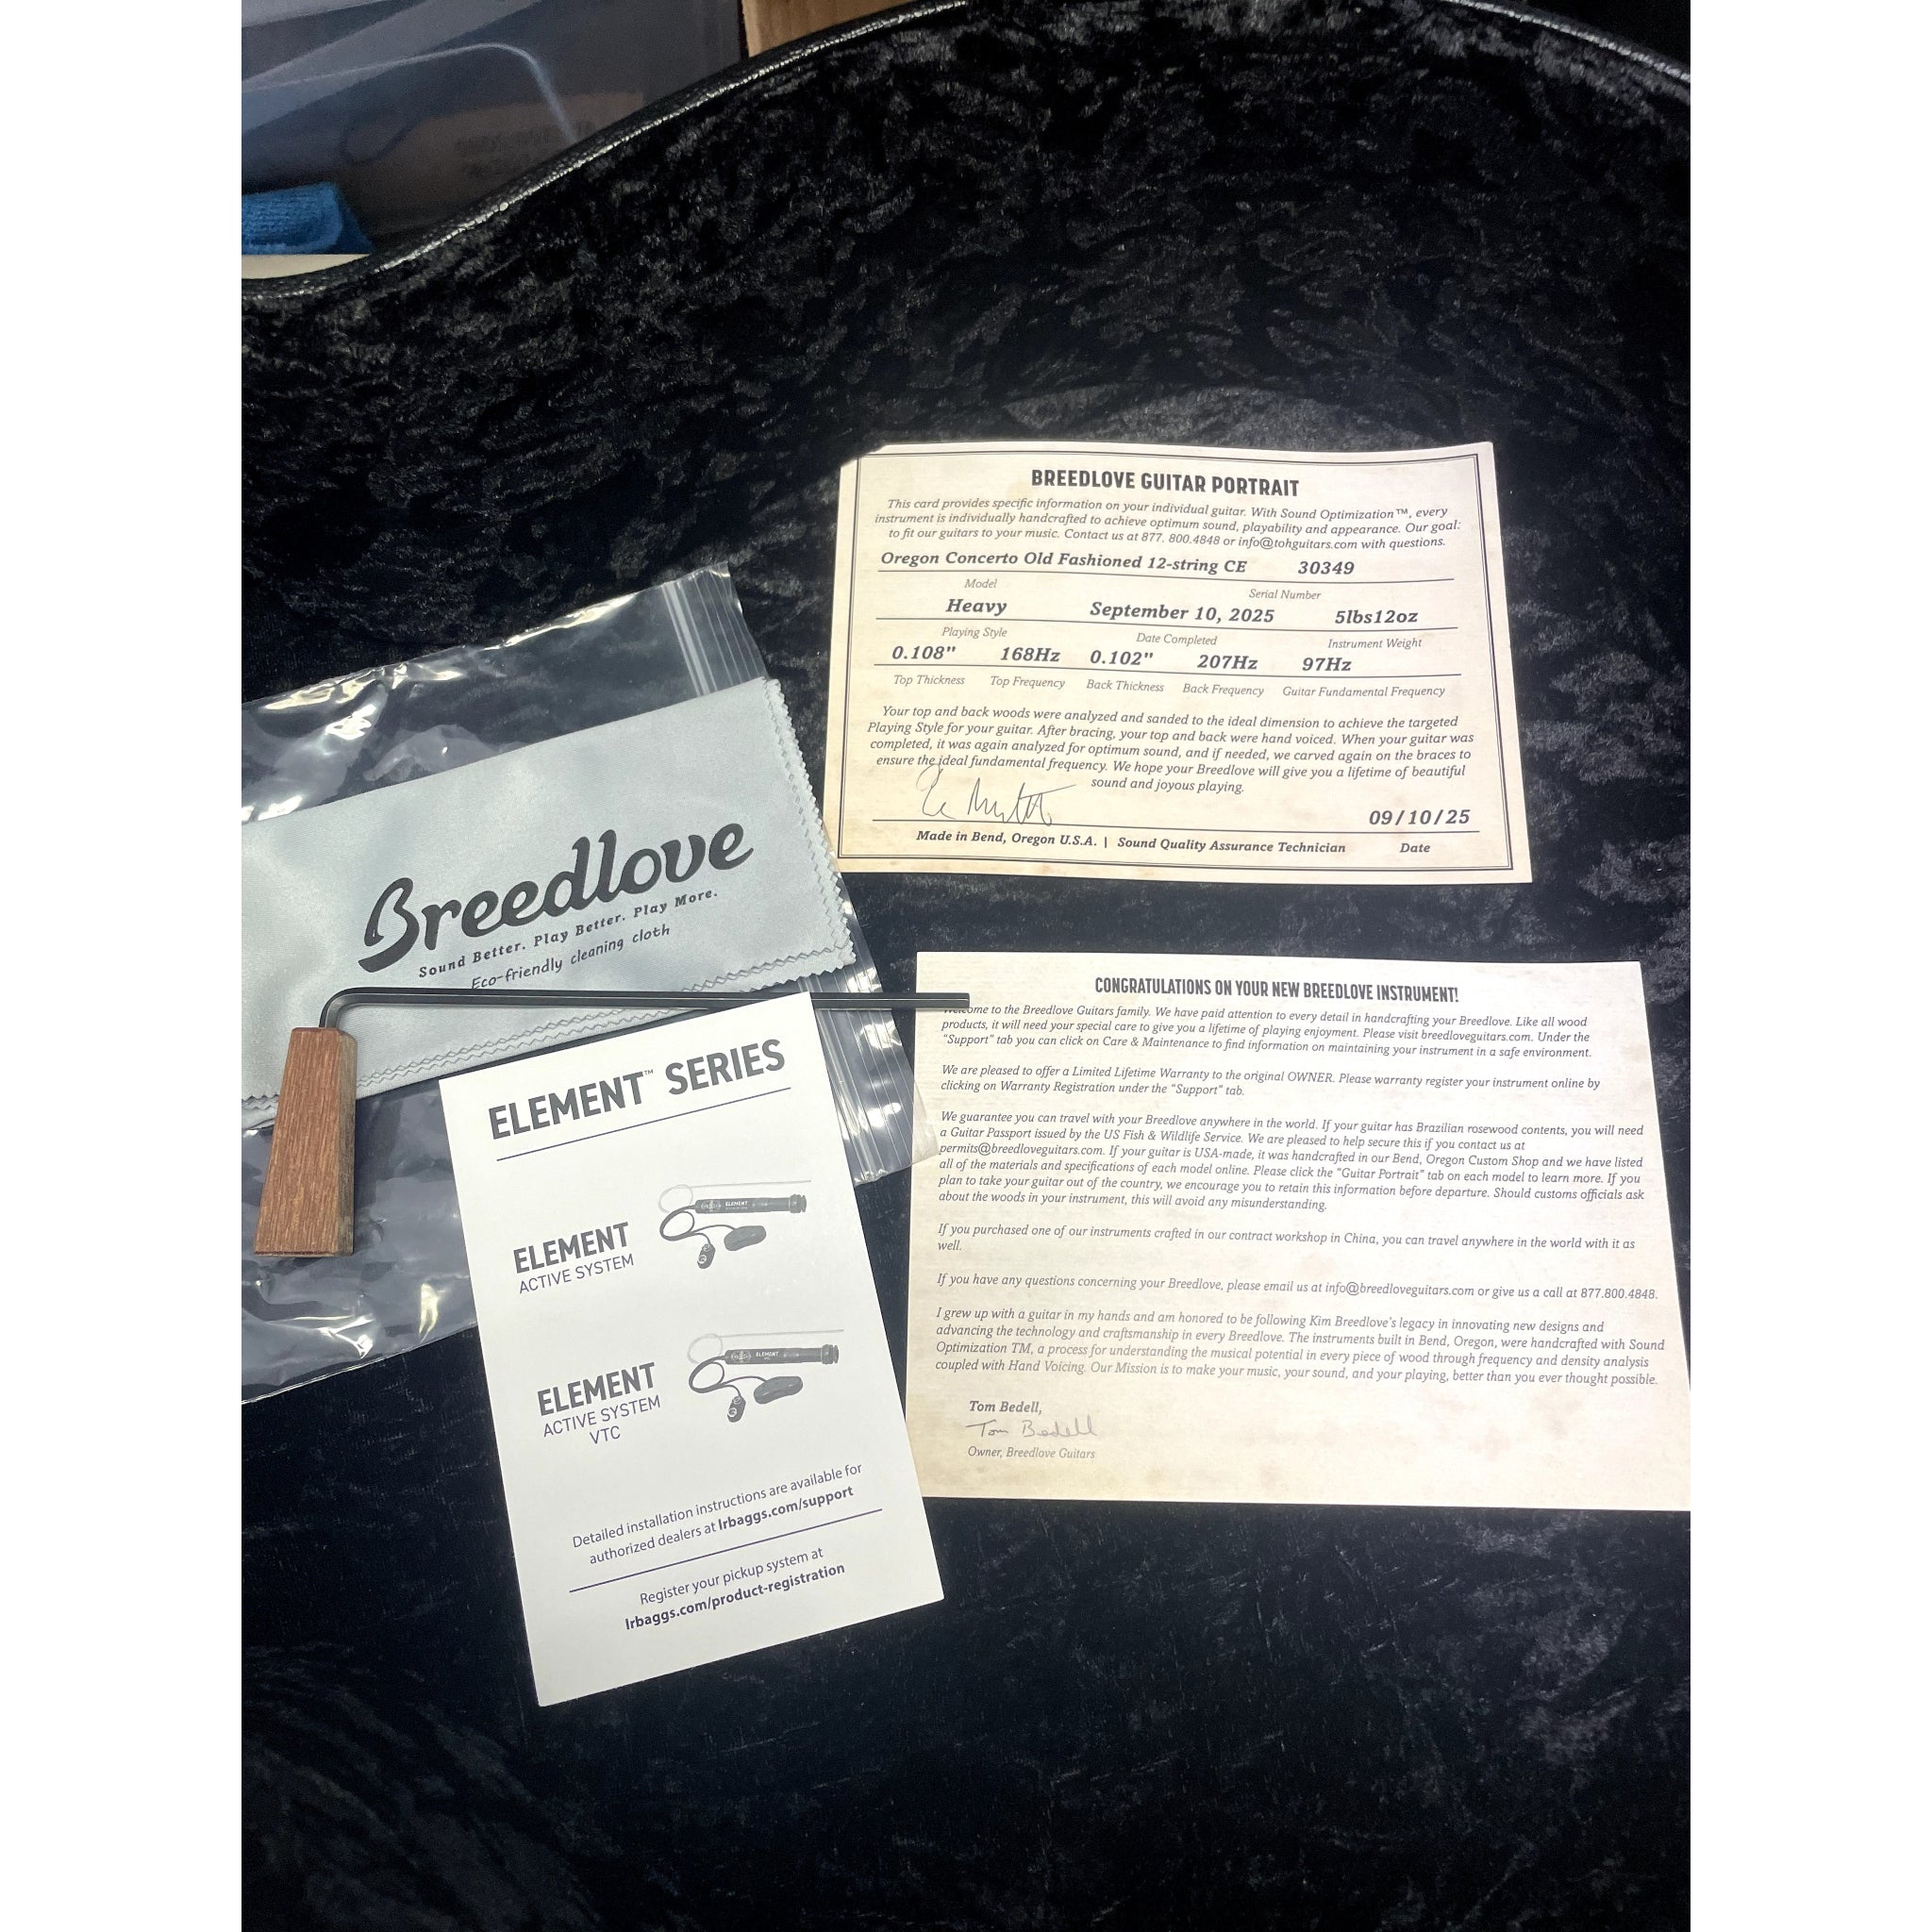 BREEDLOVE GUITAR PORTRAIT
This card provides specific information on your individual guitar. With Sound Optimization™, every
instrument is individually handcrafted to achieve optimum sound, playability and appearance. Our goal:
to fit our guitars to your music. Contact us at 877. 800.4848 or info@tohguitars.com with questions.
Oregon Concerto Old Fashioned 12-string CE 30349
Model Serial Number
Heavy September 10, 2025 5lbs12oz
Playing Style Date Completed Instrument Weight
0.108" 168Hz 0.102" 207Hz 97Hz
Top Thickness Top Frequency Back Thickness Back Frequency Guitar Fundamental Frequency
Your top and back woods were analyzed and sanded to the ideal dimension to achieve the targeted
Playing Style for your guitar. After bracing, your top and back were hand voiced. When your guitar was
completed, it was again analyzed for optimum sound, and if needed, we carved again on the braces to
ensure the ideal fundamental frequency. We hope your Breedlove will give you a lifetime of beautiful
sound and joyous playing.
09/10/25
Made in Bend, Oregon U.S.A. | Sound Quality Assurance Technician Date
Breedlove
Sound Better. Play Better. Play More.
Eco-friendly cleaning cloth
ELEMENT™ SERIES
ELEMENT
ELEMENT
ACTIVE SYSTEM
ELEMENT
ELEMENT
ACTIVE SYSTEM
VTC
Detailed installation instructions are available for
authorized dealers at lrbaggs.com/support
Register your pickup system at
lrbaggs.com/product-registration
CONGRATULATIONS ON YOUR NEW BREEDLOVE INSTRUMENT!
Welcome to the Breedlove Guitars family. We have paid attention to every detail in handcrafting your Breedlove. Like all wood
products, it will need your special care to give you a lifetime of playing enjoyment. Please visit breedloveguitars.com. Under the
"Support" tab you can click on Care & Maintenance to find information on maintaining your instrument in a safe environment.
We are pleased to offer a Limited Lifetime Warranty to the original OWNER. Please warranty register your instrument online by
clicking on Warranty Registration under the "Support" tab.
We guarantee you can travel with your Breedlove anywhere in the world. If your guitar has Brazilian rosewood contents, you will need
a Guitar Passport issued by the US Fish & Wildlife Service. We are pleased to help secure this if you contact us at
permits@breedloveguitars.com. If your guitar is USA-made, it was handcrafted in our Bend, Oregon Custom Shop and we have listed
all of the materials and specifications of each model online. Please click the "Guitar Portrait" tab on each model to learn more. If you
plan to take your guitar out of the country, we encourage you to retain this information before departure. Should customs officials ask
about the woods in your instrument, this will avoid any misunderstanding.
If you purchased one of our instruments crafted in our contract workshop in China, you can travel anywhere in the world with it as
well.
If you have any questions concerning your Breedlove, please email us at info@breedloveguitars.com or give us a call at 877.800.4848.
I grew up with a guitar in my hands and am honored to be following Kim Breedlove's legacy in innovating new designs and
advancing the technology and craftsmanship in every Breedlove. The instruments built in Bend, Oregon, were handcrafted with Sound
Optimization TM, a process for understanding the musical potential in every piece of wood through frequency and density analysis
coupled with Hand Voicing. Our Mission is to make your music, your sound, and your playing, better than you ever thought possible.
Tom Bedell,
Tom Bedell
Owner, Breedlove Guitars